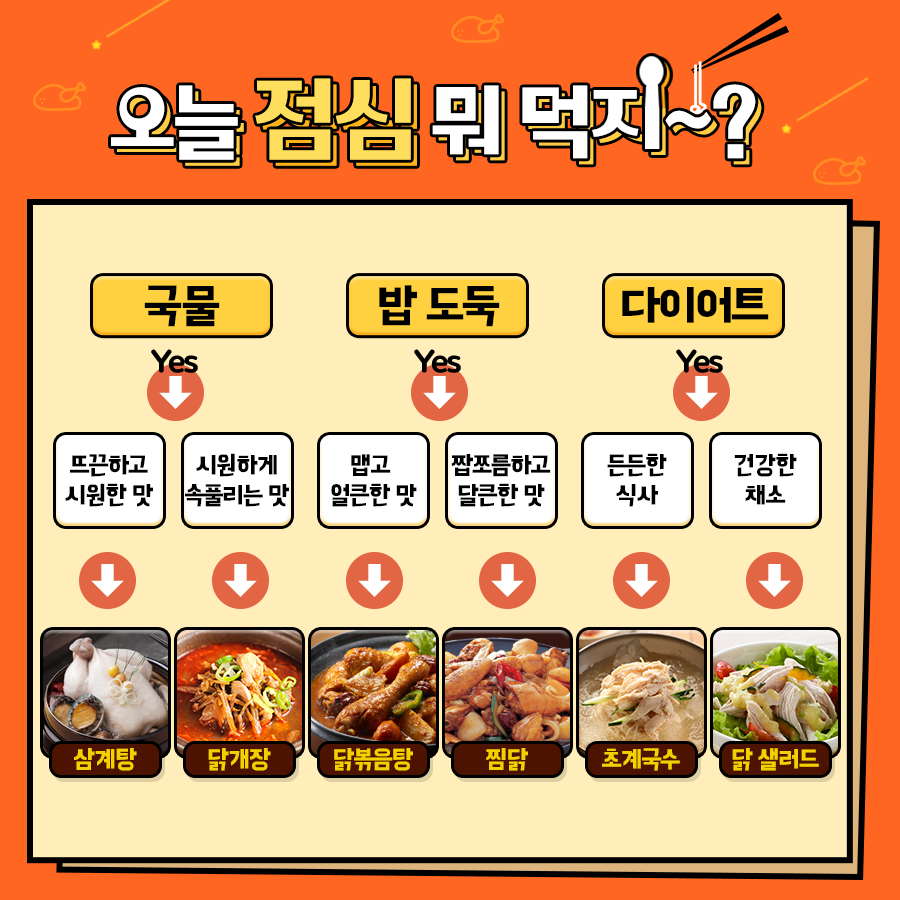 오늘 점심 뭐 먹지~?
국물
밥 도둑
다이어트
Yes
Yes
Yes
뜨끈하고
시원한 맛
시원하게
속풀리는 맛
맵고
얼큰한 맛
짭쪼름하고
달큰한 맛
든든한
식사
건강한
채소
삼계탕
닭개장
닭볶음탕
찜닭
초계국수
닭 샐러드